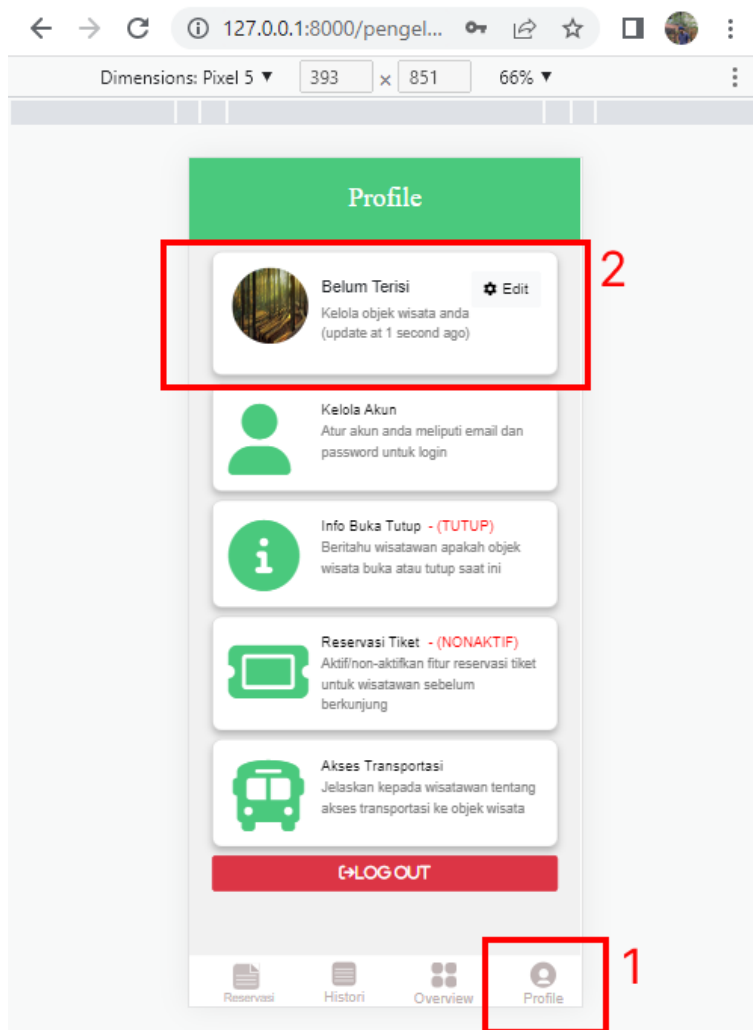 127.0.0.1:8000/pengel...
Dimensions: Pixel 5 ▼ 393 × 851 66% ▼
Profile
2
Belum Terisi
Edit
Kelola objek wisata anda
(update at 1 second ago)
Kelola Akun
Atur akun anda meliputi email dan
password untuk login
Info Buka Tutup - (TUTUP)
Beritahu wisatawan apakah objek
wisata buka atau tutup saat ini
Reservasi Tiket - (NONAKTIF)
Aktif/non-aktifkan fitur reservasi tiket
untuk wisatawan sebelum
berkunjung
Akses Transportasi
Jelaskan kepada wisatawan tentang
akses transportasi ke objek wisata
LOG OUT
1
Reservasi Histori Overview Profile